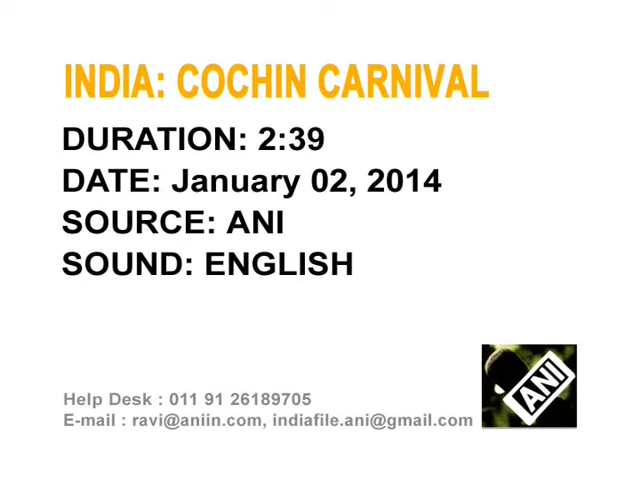 INDIA: COCHIN CARNIVAL
DURATION: 2:39
DATE: January 02, 2014
SOURCE: ANI
SOUND: ENGLISH
Help Desk : 011 91 26189705
E-mail : ravi@aniin.com, indiafile.ani@gmail.com
ANI